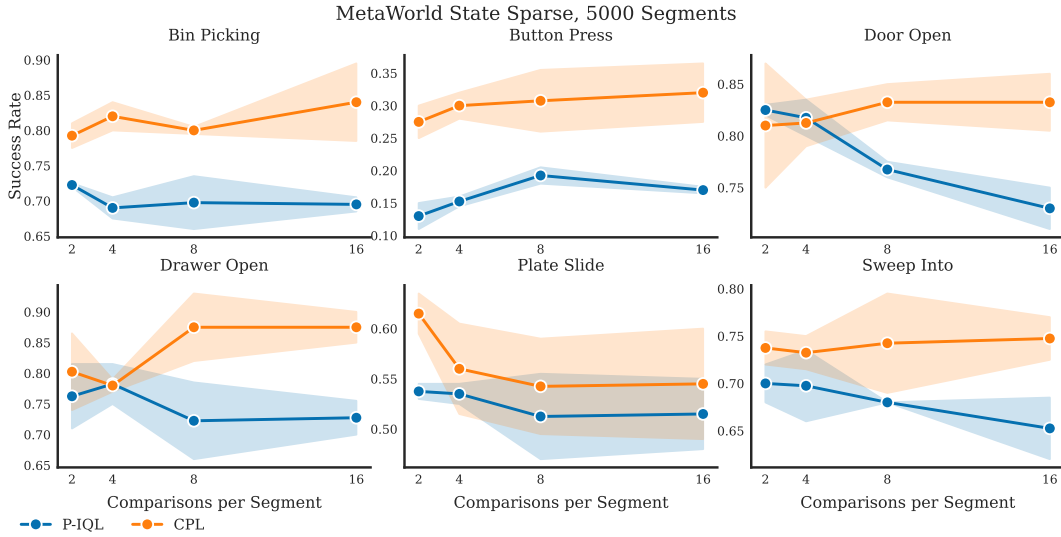 MetaWorld State Sparse, 5000 Segments
Bin Picking
Button Press
Door Open
Success Rate
0.90
0.85
0.80
0.75
0.70
0.65
2 4 8 16
0.35
0.30
0.25
0.20
0.15
0.10
2 4 8 16
0.85
0.80
0.75
2 4 8 16
Drawer Open
Plate Slide
Sweep Into
0.90
0.85
0.80
0.75
0.70
0.65
2 4 8 16
0.60
0.55
0.50
2 4 8 16
0.80
0.75
0.70
0.65
2 4 8 16
Comparisons per Segment
Comparisons per Segment
Comparisons per Segment
P-IQL CPL